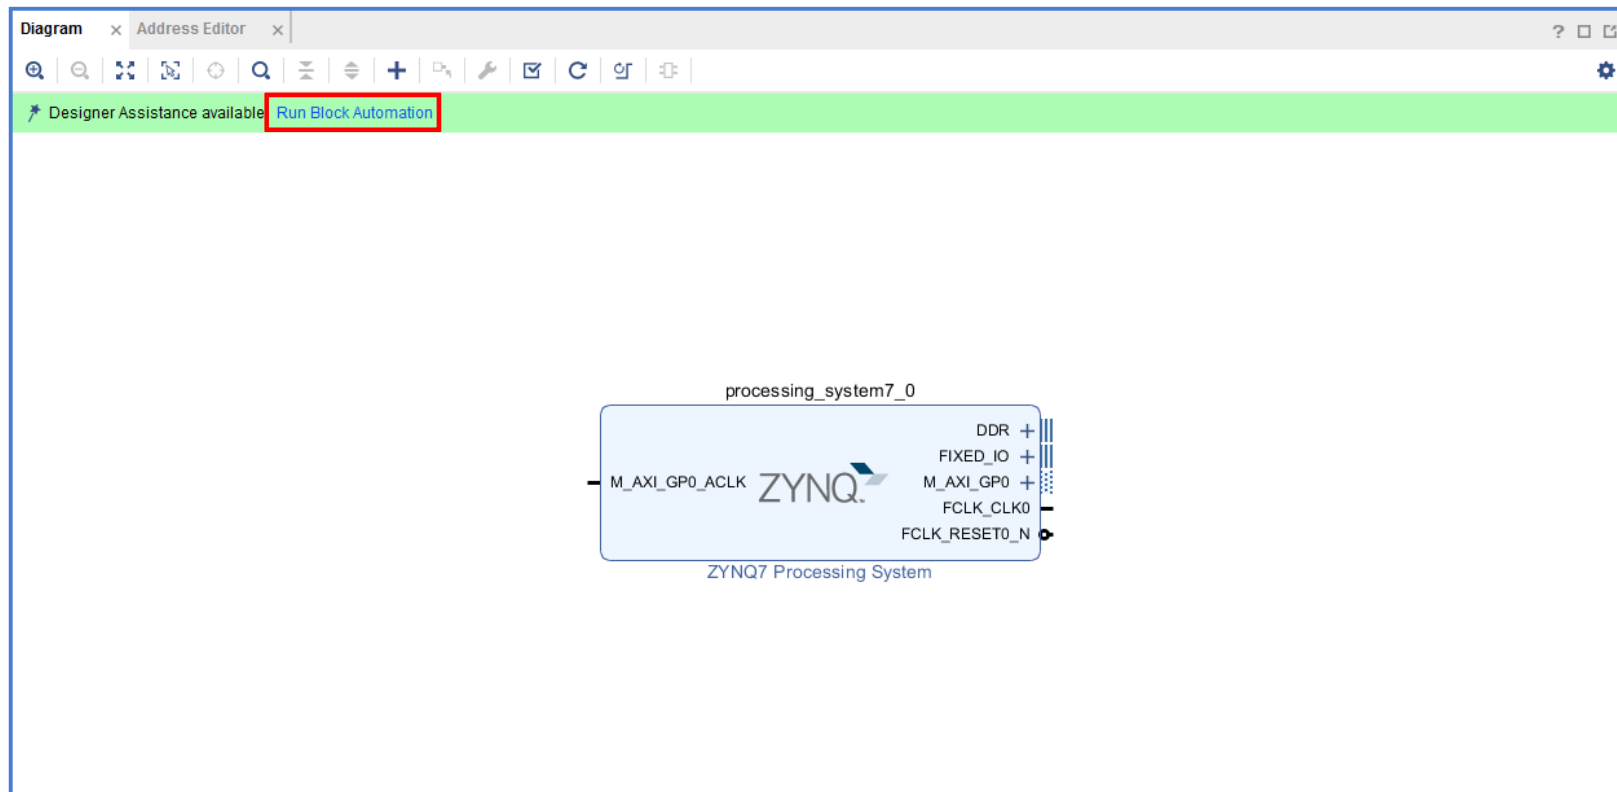 Diagram
Address Editor
Designer Assistance available
Run Block Automation
processing_system7_0
DDR
FIXED_IO
M_AXI_GP0_ACLK
ZYNQ
M_AXI_GP0
FCLK_CLK0
FCLK_RESET0_N
ZYNQ7 Processing System